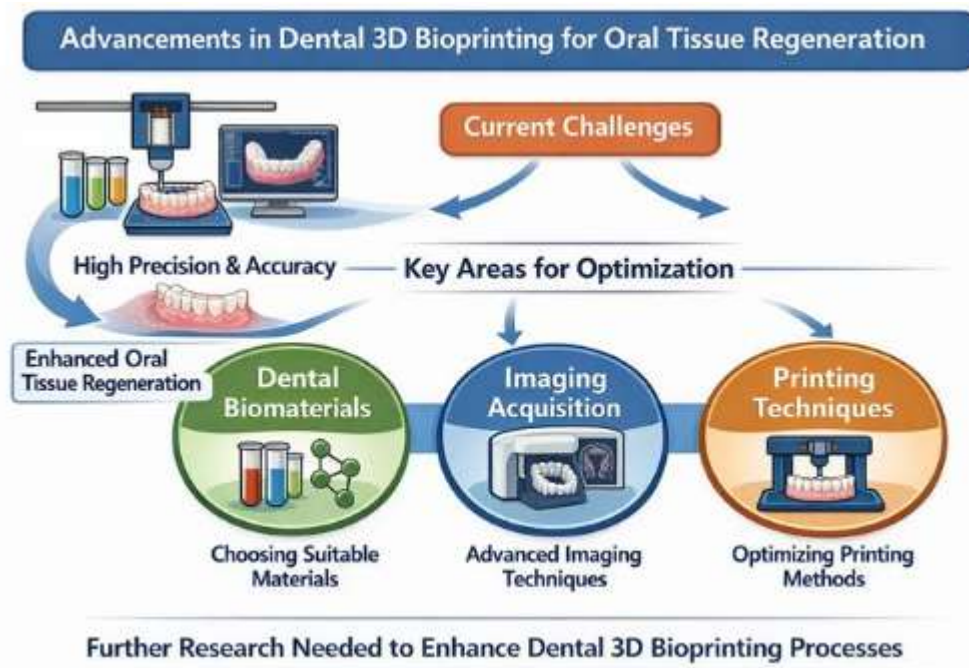 Advancements in Dental 3D Bioprinting for Oral Tissue Regeneration
Current Challenges
High Precision & Accuracy
Key Areas for Optimization
Enhanced Oral
Tissue Regeneration
Dental
Biomaterials
Imaging
Acquisition
Printing
Techniques
Choosing Suitable
Materials
Advanced Imaging
Techniques
Optimizing Printing
Methods
Further Research Needed to Enhance Dental 3D Bioprinting Processes